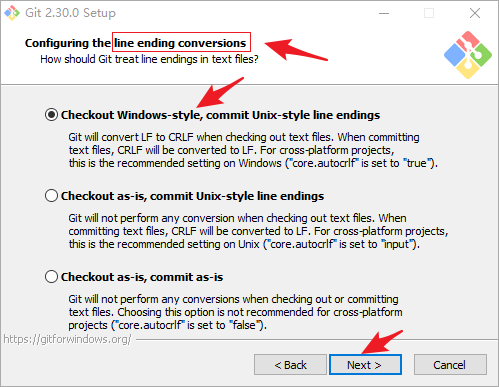 Git 2.30.0 Setup
Configuring the line ending conversions
How should Git treat line endings in text files?
Checkout Windows-style, commit Unix-style line endings
Git will convert LF to CRLF when checking out text files. When committing
text files, CRLF will be converted to LF. For cross-platform projects,
this is the recommended setting on Windows ("core.autocrlf" is set to "true").
Checkout as-is, commit Unix-style line endings
Git will not perform any conversion when checking out text files. When
committing text files, CRLF will be converted to LF. For cross-platform projects,
this is the recommended setting on Unix ("core.autocrlf" is set to "input").
Checkout as-is, commit as-is
Git will not perform any conversions when checking out or committing
text files. Choosing this option is not recommended for cross-platform
projects ("core.autocrlf" is set to "false").
https://gitforwindows.org/
< Back
Next >
Cancel